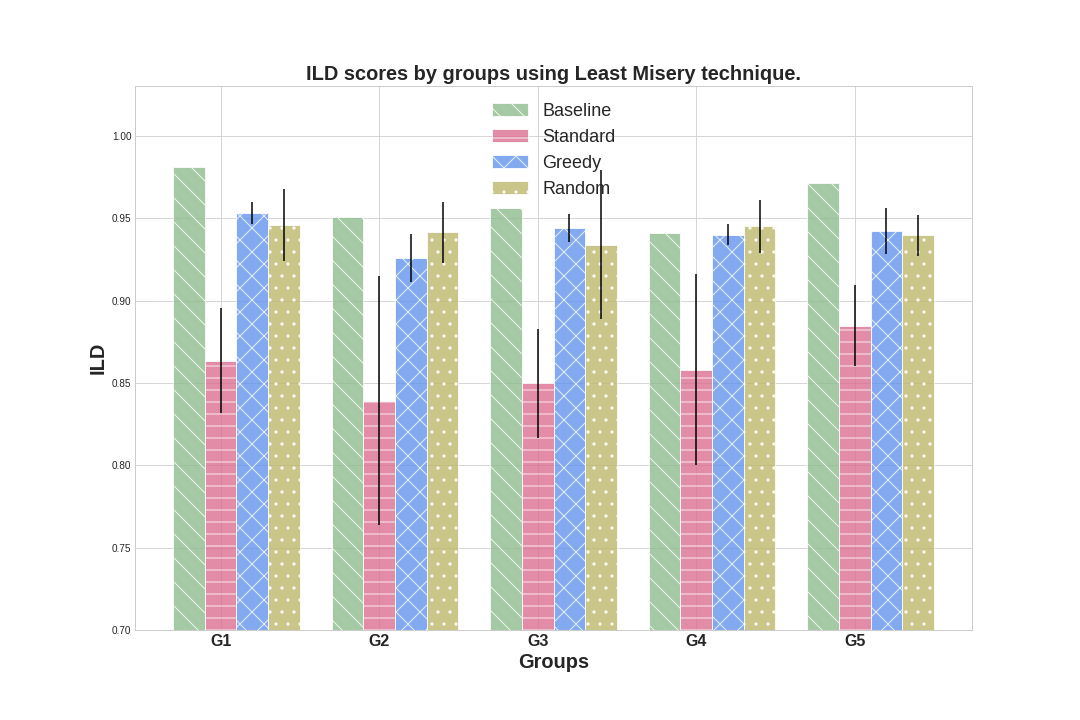 ILD scores by groups using Least Misery technique.
Baseline
Standard
Greedy
Random
1.00
0.95
0.90
0.85
0.80
0.75
0.70
ILD
G1 G2 G3 G4 G5
Groups